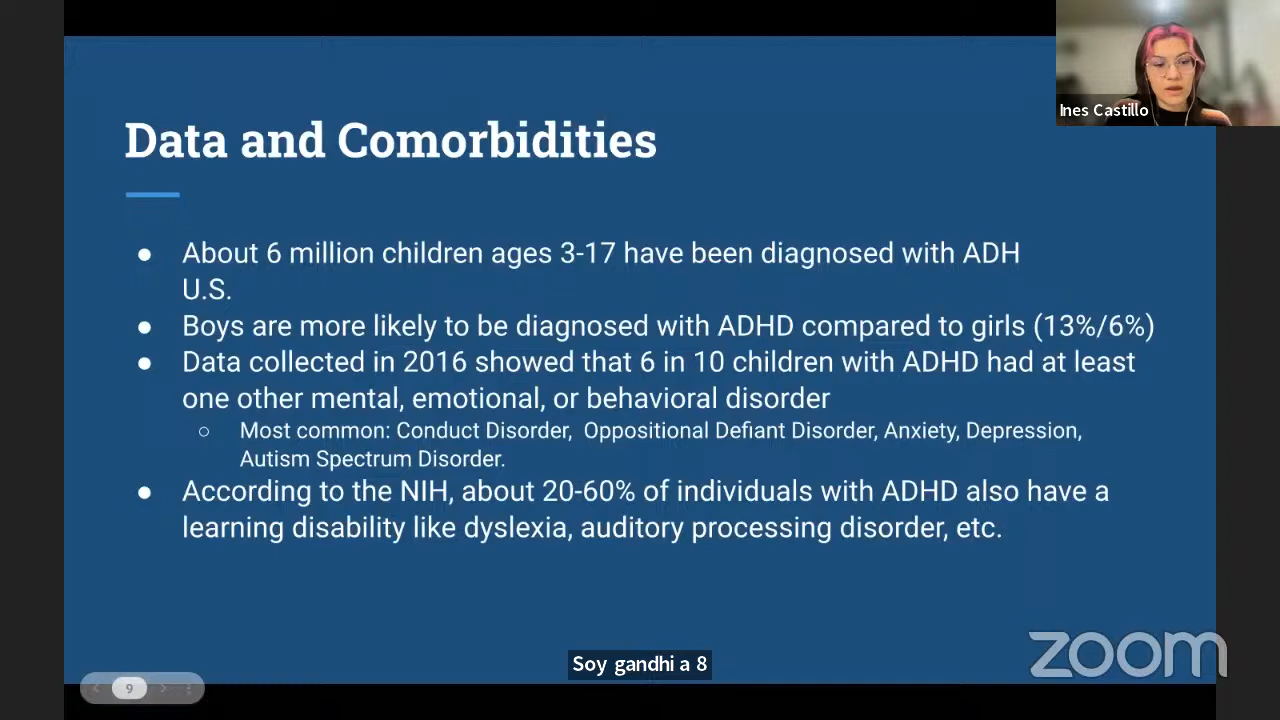 Ines Castillo
Data and Comorbidities
● About 6 million children ages 3-17 have been diagnosed with ADH
U.S.
● Boys are more likely to be diagnosed with ADHD compared to girls (13%/6%)
● Data collected in 2016 showed that 6 in 10 children with ADHD had at least
one other mental, emotional, or behavioral disorder
○ Most common: Conduct Disorder, Oppositional Defiant Disorder, Anxiety, Depression,
Autism Spectrum Disorder.
● According to the NIH, about 20-60% of individuals with ADHD also have a
learning disability like dyslexia, auditory processing disorder, etc.
zoom
Soy gandhi a 8
9